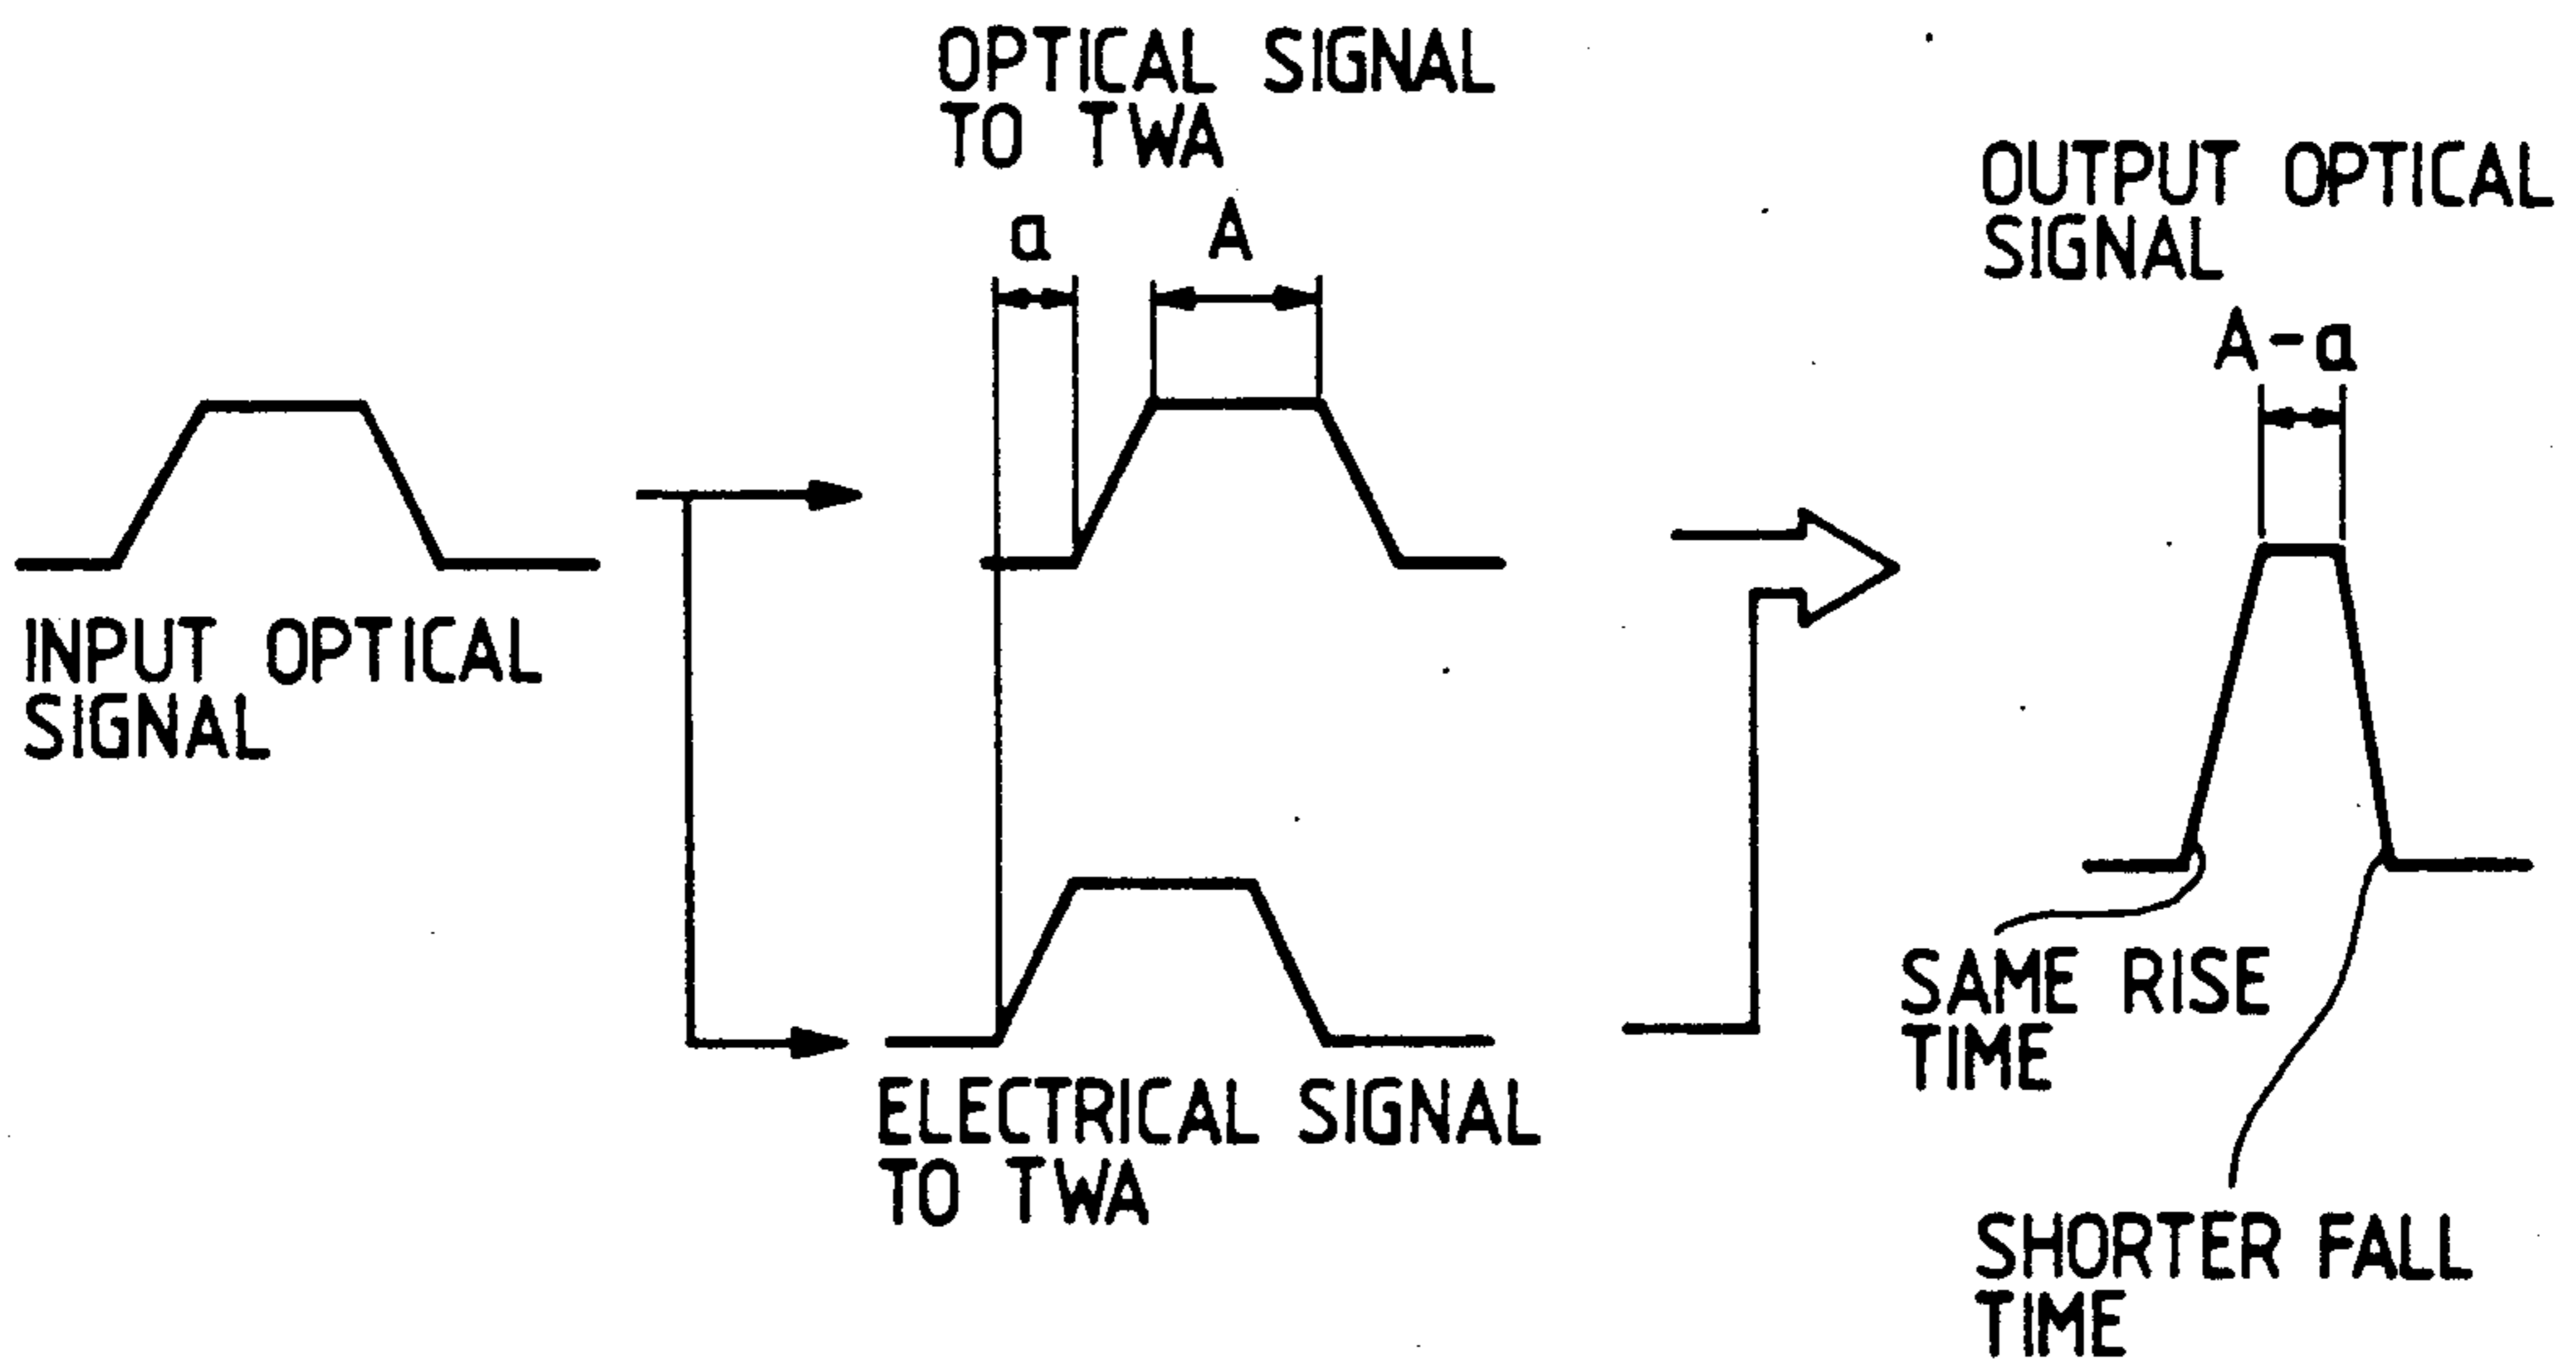 INPUT OPTICAL
SIGNAL
OPTICAL SIGNAL
TO TWA
a
A
ELECTRICAL SIGNAL
TO TWA
OUTPUT OPTICAL
SIGNAL
A-a
SAME RISE
TIME
SHORTER FALL
TIME